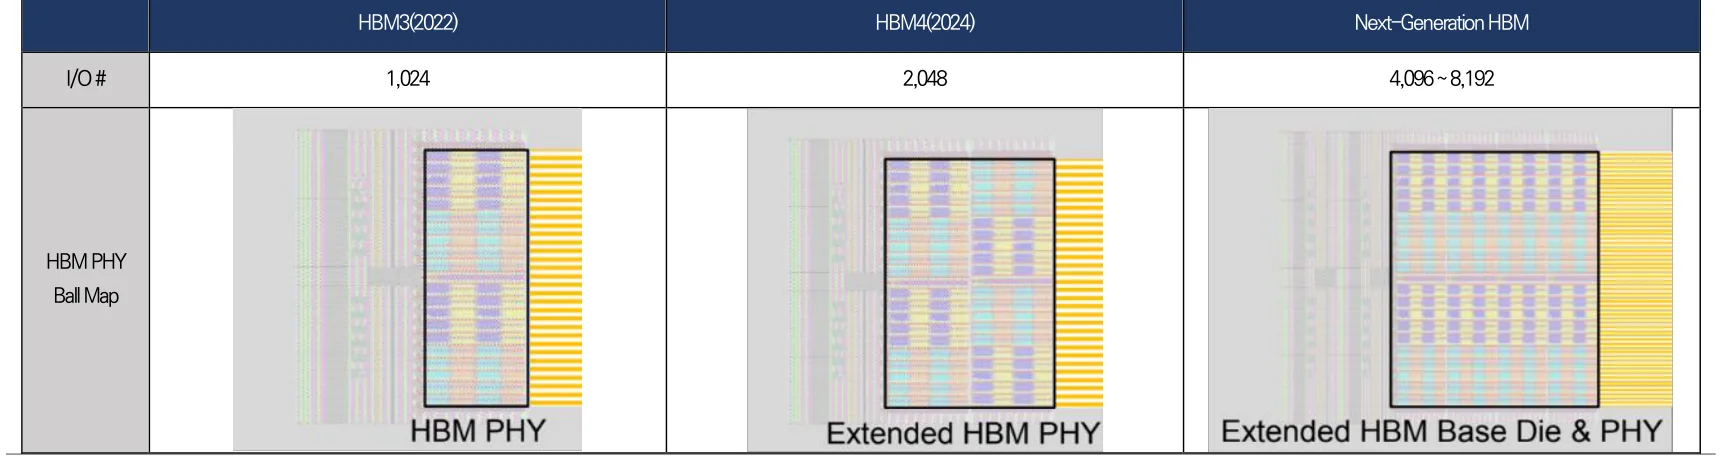 HBM3(2022)
HBM4(2024)
Next-Generation HBM
I/O #
1,024
2,048
4,096 ~ 8,192
HBM PHY
Ball Map
HBM PHY
Extended HBM PHY
Extended HBM Base Die & PHY